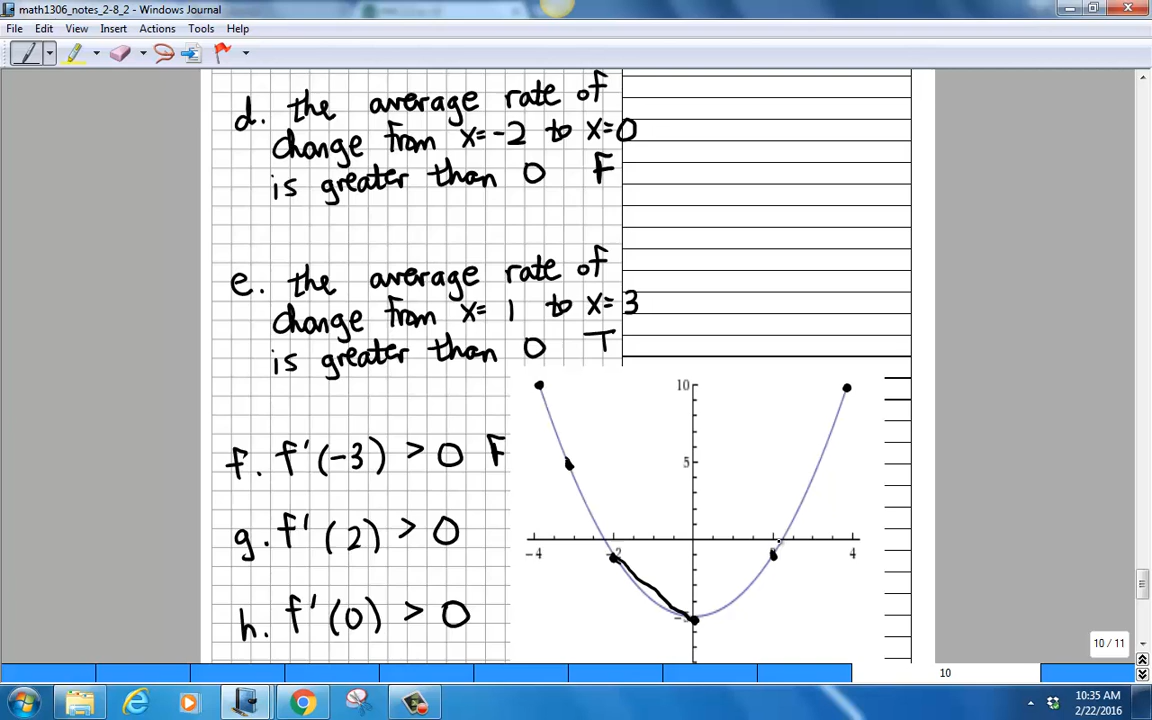 math1306_notes_2-8_2 - Windows Journal
File Edit View Insert Actions Tools Help
d. the average rate of
change from x=-2 to x=0
is greater than 0 F
e. the average rate of
change from x= 1 to x=3
is greater than 0 T
f. f'(-3) > 0 F
g. f'(2) > 0
h. f'(0) > 0
10
5
-4 -2 4
10 / 11
10
10:35 AM
2/22/2016